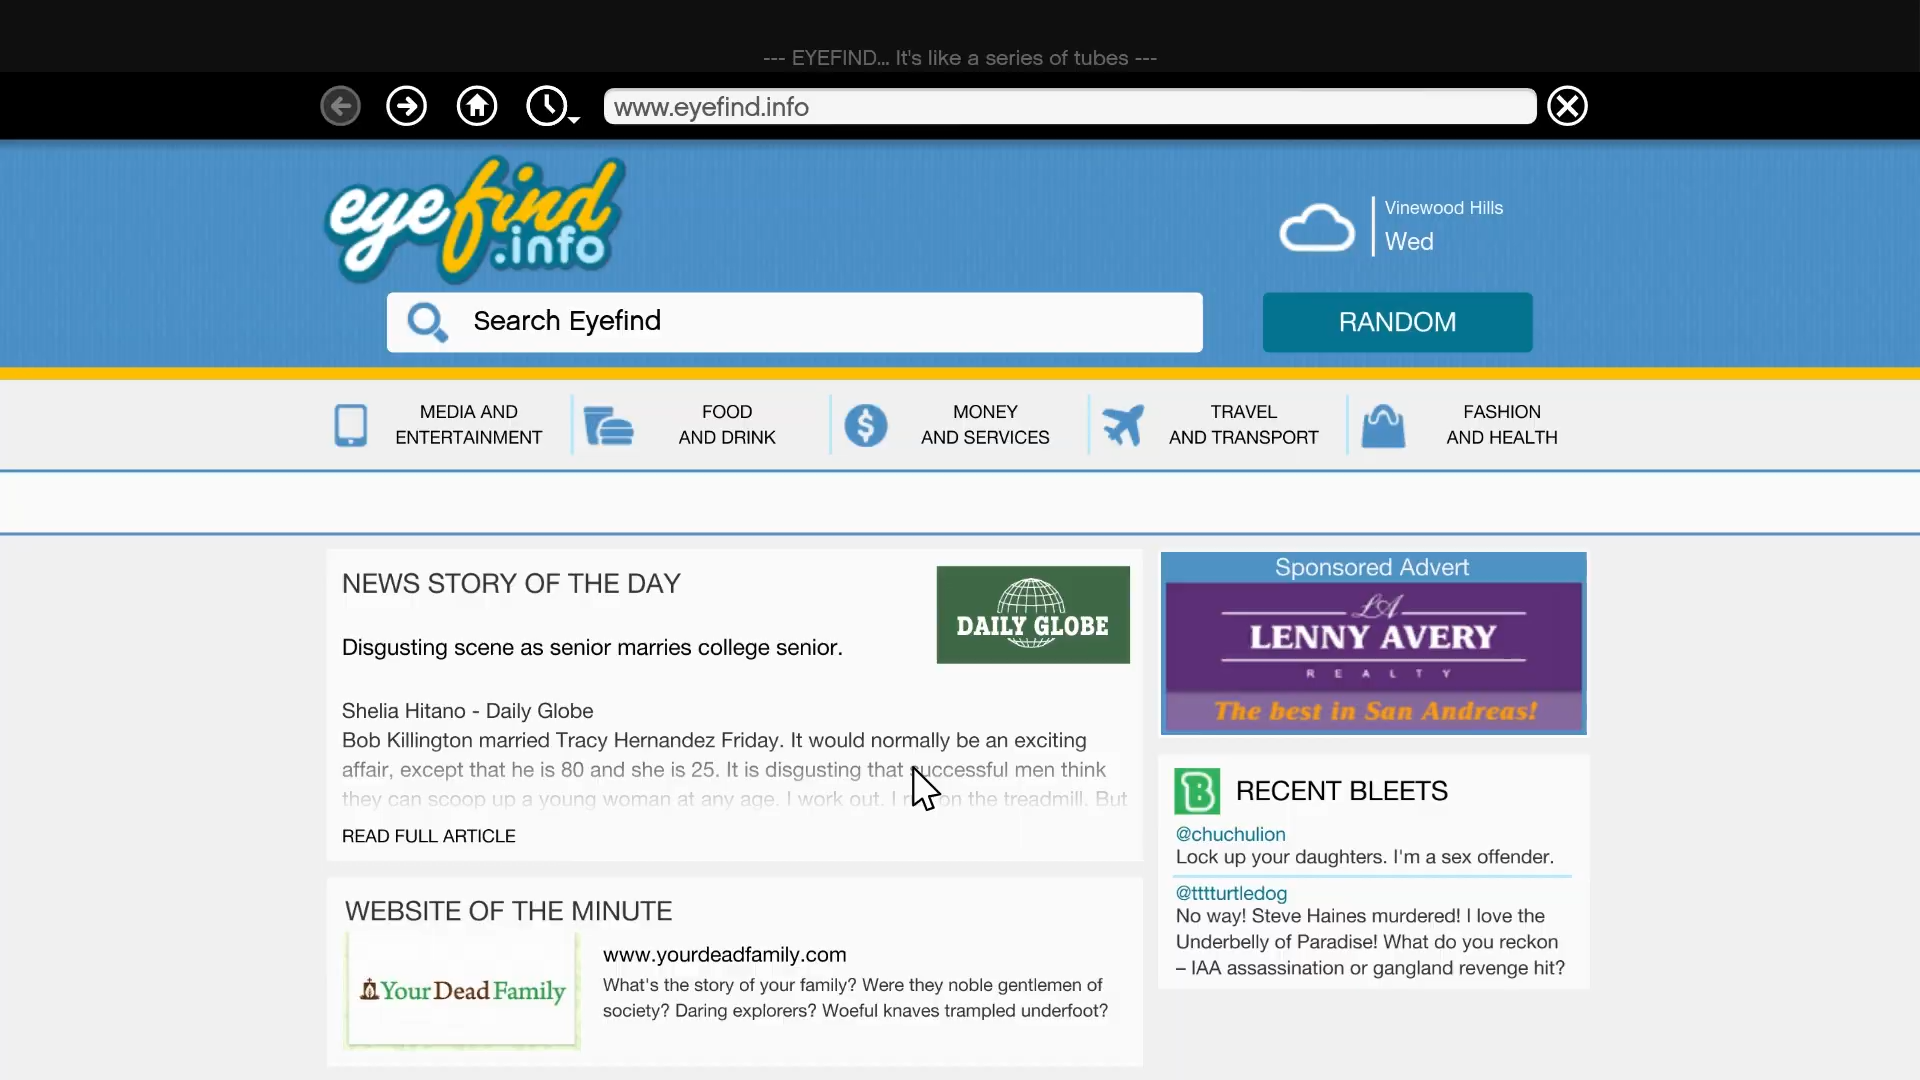 --- EYEFIND... It's like a series of tubes ---
www.eyefind.info
eyefind
.info
Vinewood Hills
Wed
Search Eyefind
RANDOM
MEDIA AND
ENTERTAINMENT
FOOD
AND DRINK
MONEY
AND SERVICES
TRAVEL
AND TRANSPORT
FASHION
AND HEALTH
NEWS STORY OF THE DAY
DAILY GLOBE
Disgusting scene as senior marries college senior.
Shelia Hitano - Daily Globe
Bob Killington married Tracy Hernandez Friday. It would normally be an exciting
affair, except that he is 80 and she is 25. It is disgusting that successful men think
they can scoop up a young woman at any age. I work out. I on the treadmill. But
READ FULL ARTICLE
Sponsored Advert
LA
LENNY AVERY
REALTY
The best in San Andreas!
B RECENT BLEETS
@chuchulion
Lock up your daughters. I'm a sex offender.
@tttturtledog
No way! Steve Haines murdered! I love the
Underbelly of Paradise! What do you reckon
– IAA assassination or gangland revenge hit?
WEBSITE OF THE MINUTE
YourDeadFamily
www.yourdeadfamily.com
What's the story of your family? Were they noble gentlemen of
society? Daring explorers? Woeful knaves trampled underfoot?